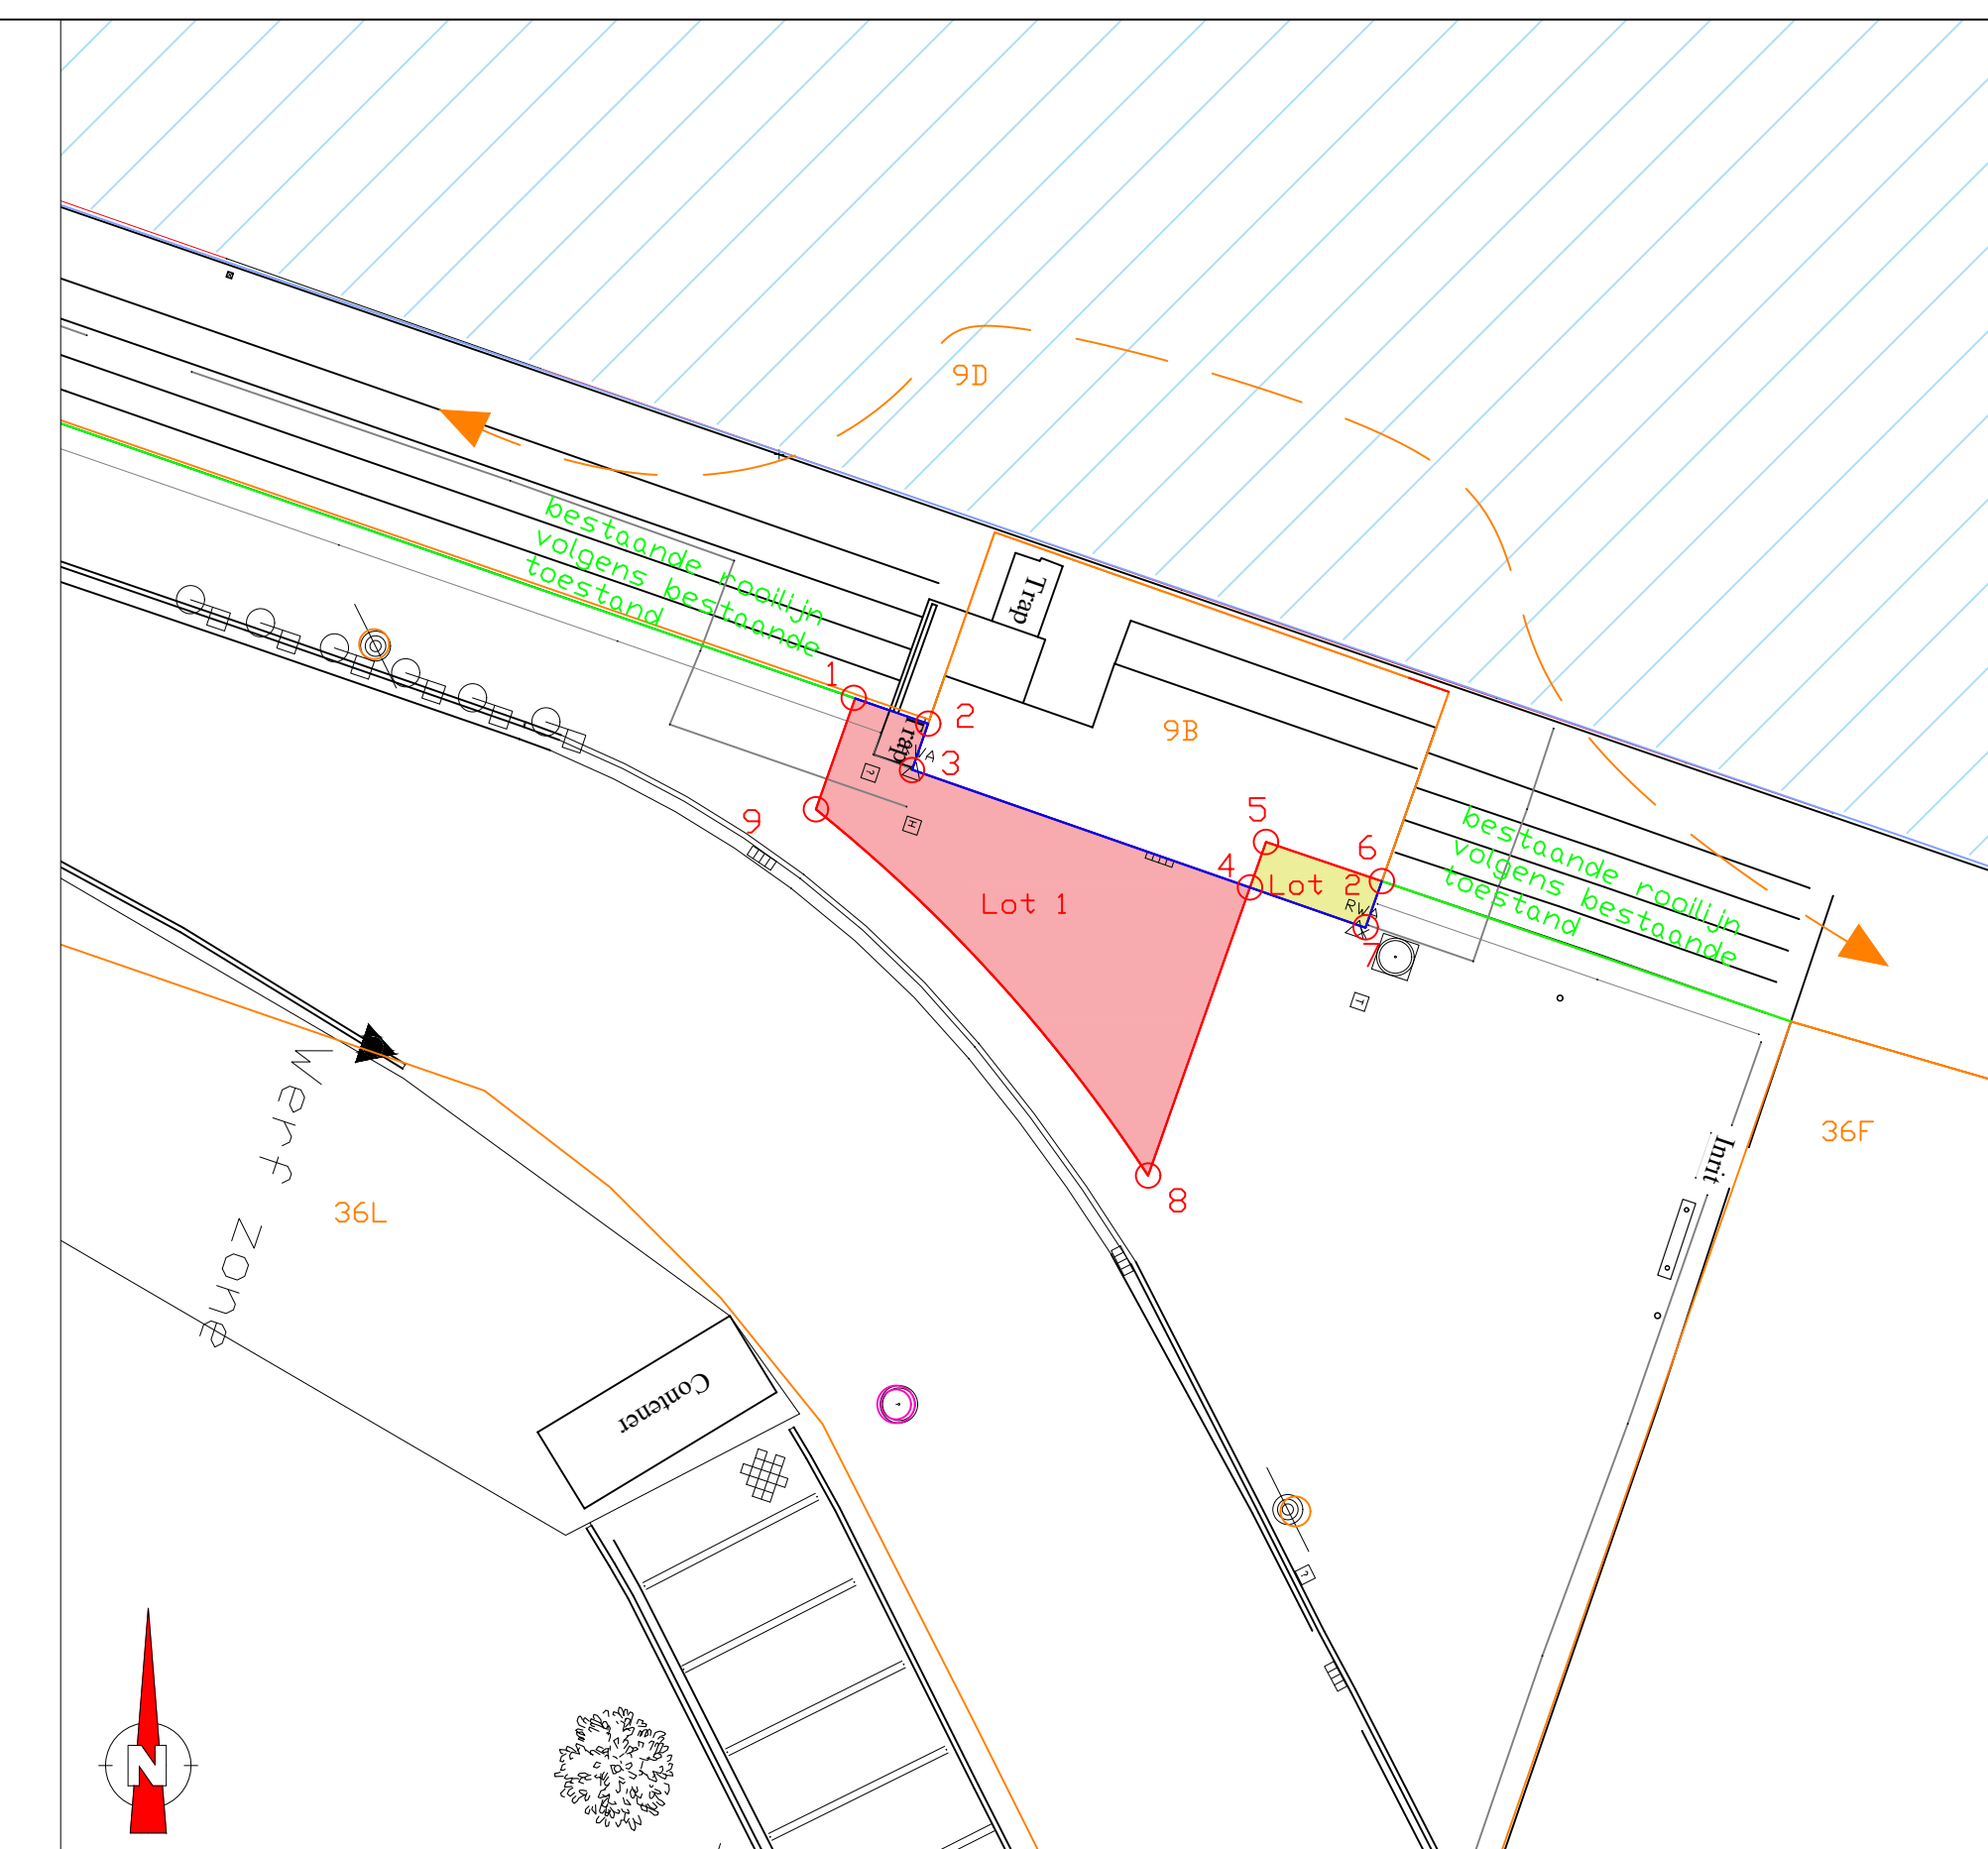 9D
bestaande rooilijn
volgens bestaande
toestand
Trap
1
2
Trap
3
9B
9
H
5
6
4
Lot 2
Lot 1
RWA
7
T
bestaande rooilijn
volgens bestaande
toestand
8
36F
Inrit
36L
Werf zone
Contener
?
?
N